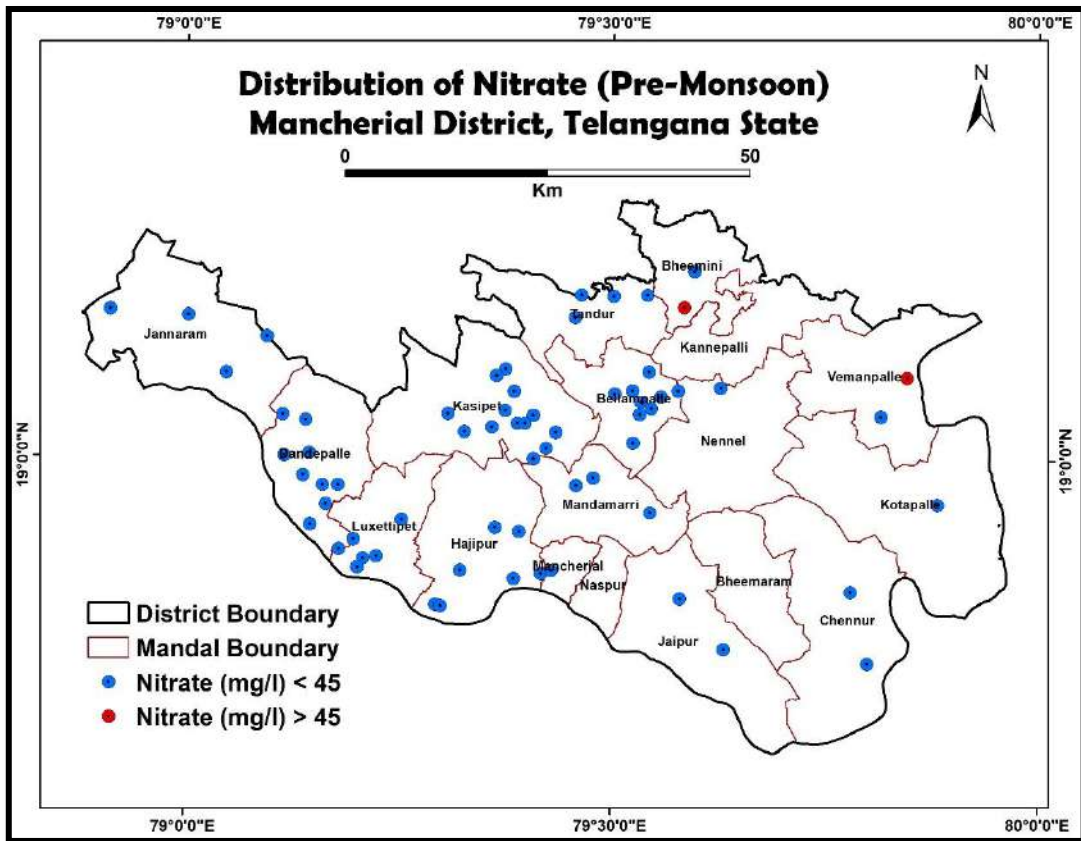 79°0'0"E 79°30'0"E 80°0'0"E
Distribution of Nitrate (Pre-Monsoon)
Mancherial District, Telangana State
N
0 50
Km
Bheemini
Tandur
Jannaram
Kannepalli
Vemanpalle
Kasipet
Bellampalle
Nennel
19°0'0"N
19°0'0"N
Dandepalle
Mandamarri
Kotapalle
Luxettipet
Hajipur
Mancherial
Naspur
Bheemaram
Chennur
Jaipur
District Boundary
Mandal Boundary
Nitrate (mg/l) < 45
Nitrate (mg/l) > 45
79°0'0"E 79°30'0"E 80°0'0"E